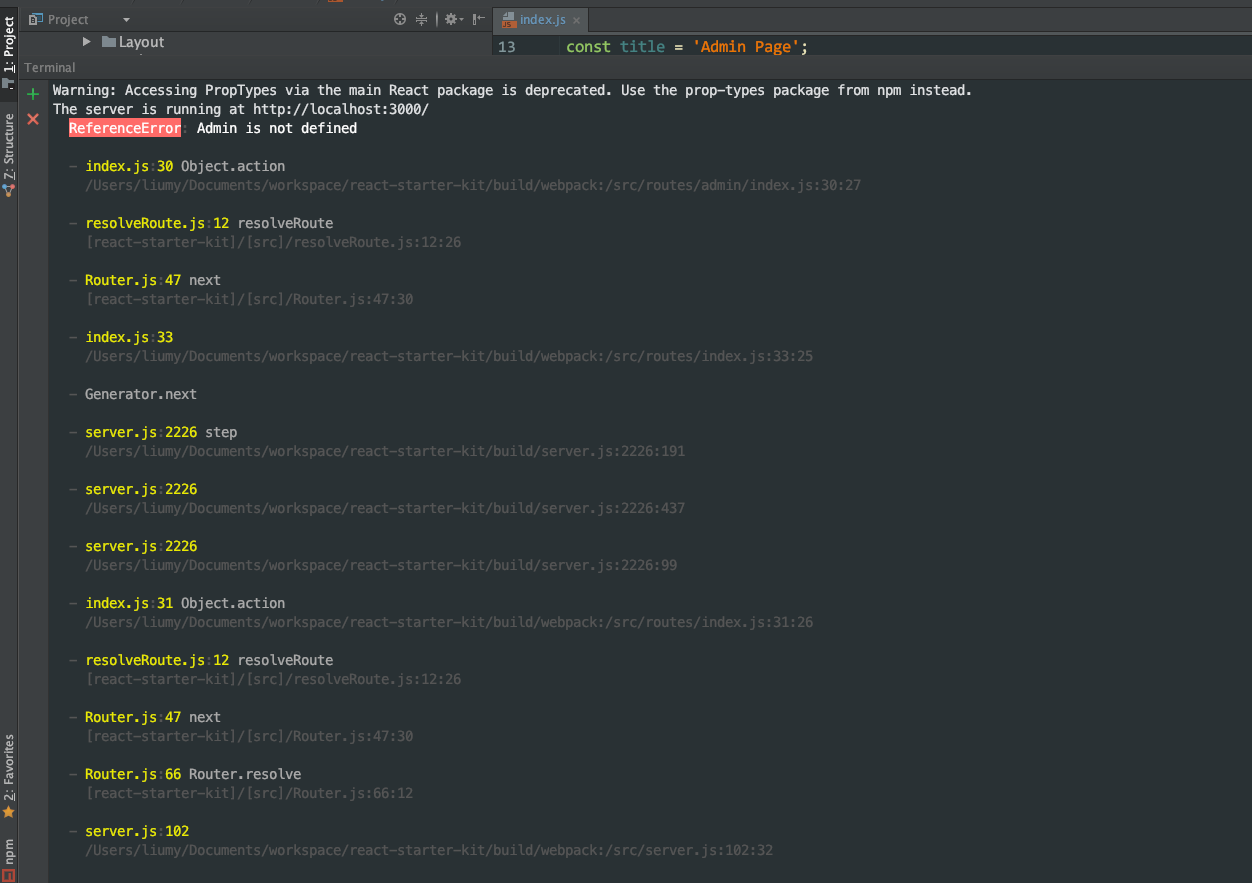 Project
index.js
Layout
13 const title = 'Admin Page';
1: Project
Terminal
Warning: Accessing PropTypes via the main React package is deprecated. Use the prop-types package from npm instead.
The server is running at http://localhost:3000/
ReferenceError: Admin is not defined
- index.js:30 Object.action
/Users/liumy/Documents/workspace/react-starter-kit/build/webpack:/src/routes/admin/index.js:30:27
- resolveRoute.js:12 resolveRoute
[react-starter-kit]/[src]/resolveRoute.js:12:26
- Router.js:47 next
[react-starter-kit]/[src]/Router.js:47:30
- index.js:33
/Users/liumy/Documents/workspace/react-starter-kit/build/webpack:/src/routes/index.js:33:25
- Generator.next
- server.js:2226 step
/Users/liumy/Documents/workspace/react-starter-kit/build/server.js:2226:191
- server.js:2226
/Users/liumy/Documents/workspace/react-starter-kit/build/server.js:2226:437
- server.js:2226
/Users/liumy/Documents/workspace/react-starter-kit/build/server.js:2226:99
- index.js:31 Object.action
/Users/liumy/Documents/workspace/react-starter-kit/build/webpack:/src/routes/index.js:31:26
- resolveRoute.js:12 resolveRoute
[react-starter-kit]/[src]/resolveRoute.js:12:26
- Router.js:47 next
[react-starter-kit]/[src]/Router.js:47:30
- Router.js:66 Router.resolve
[react-starter-kit]/[src]/Router.js:66:12
- server.js:102
/Users/liumy/Documents/workspace/react-starter-kit/build/webpack:/src/server.js:102:32
Z: Structure
2: Favorites
npm